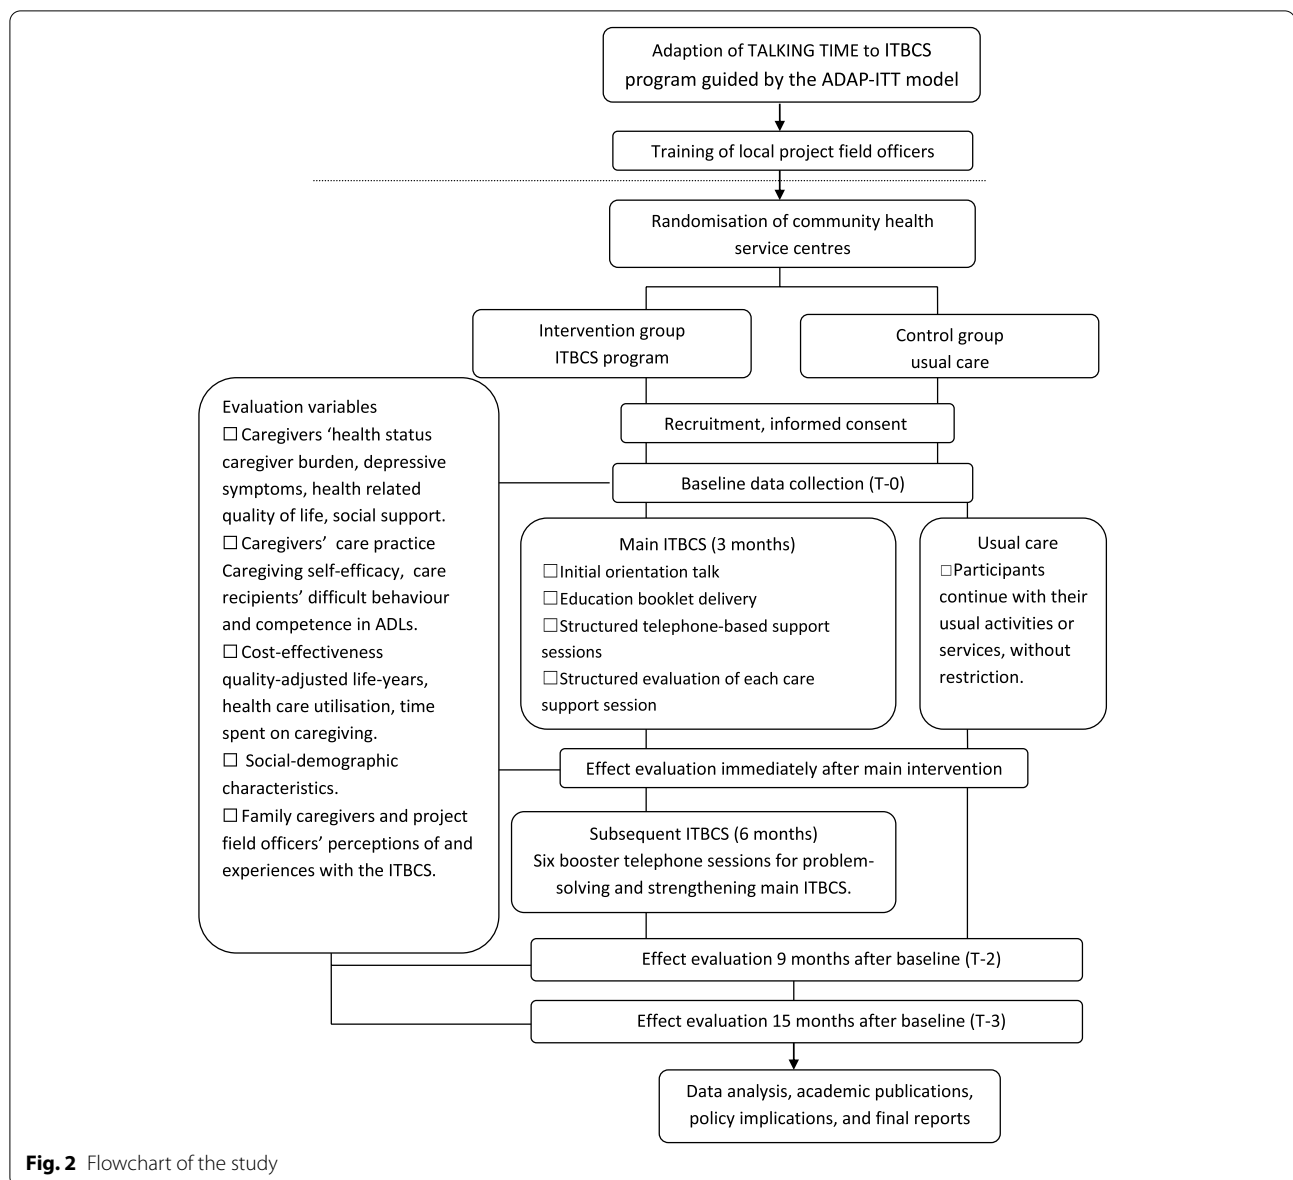 Adaption of TALKING TIME to ITBCS
program guided by the ADAP-ITT model
Training of local project field officers
Randomisation of community health
service centres
Intervention group
ITBCS program
Control group
usual care
Recruitment, informed consent
Baseline data collection (T-0)
Evaluation variables
☐ Caregivers ‘health status
caregiver burden, depressive
symptoms, health related
quality of life, social support.
☐ Caregivers’ care practice
Caregiving self-efficacy, care
recipients’ difficult behaviour
and competence in ADLs.
☐ Cost-effectiveness
quality-adjusted life-years,
health care utilisation, time
spent on caregiving.
☐ Social-demographic
characteristics.
☐ Family caregivers and project
field officers’ perceptions of and
experiences with the ITBCS.
Main ITBCS (3 months)
☐ Initial orientation talk
☐ Education booklet delivery
☐ Structured telephone-based support
sessions
☐ Structured evaluation of each care
support session
Usual care
☐ Participants
continue with their
usual activities or
services, without
restriction.
Effect evaluation immediately after main intervention
Subsequent ITBCS (6 months)
Six booster telephone sessions for problem-
solving and strengthening main ITBCS.
Effect evaluation 9 months after baseline (T-2)
Effect evaluation 15 months after baseline (T-3)
Data analysis, academic publications,
policy implications, and final reports
Fig. 2 Flowchart of the study